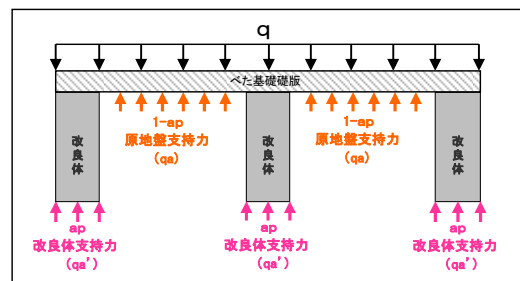 q
べた基礎礎版
1-ap
原地盤支持力
(qa)
1-ap
原地盤支持力
(qa)
改良体
改良体
改良体
ap
改良体支持力
(qa')
ap
改良体支持力
(qa')
ap
改良体支持力
(qa')